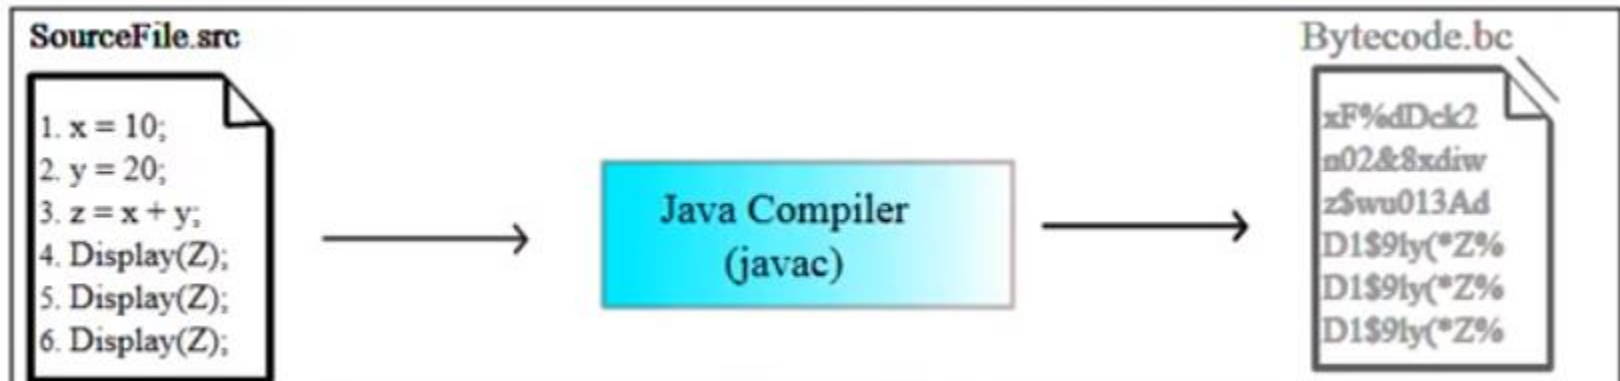 SourceFile.src
1. x = 10;
2. y = 20;
3. z = x + y;
4. Display(Z);
5. Display(Z);
6. Display(Z);
Java Compiler
(javac)
Bytecode.bc
xF%dDck2
n02&8xdiw
z$wu013Ad
D1$9ly(*Z%
D1$9ly(*Z%
D1$9ly(*Z%